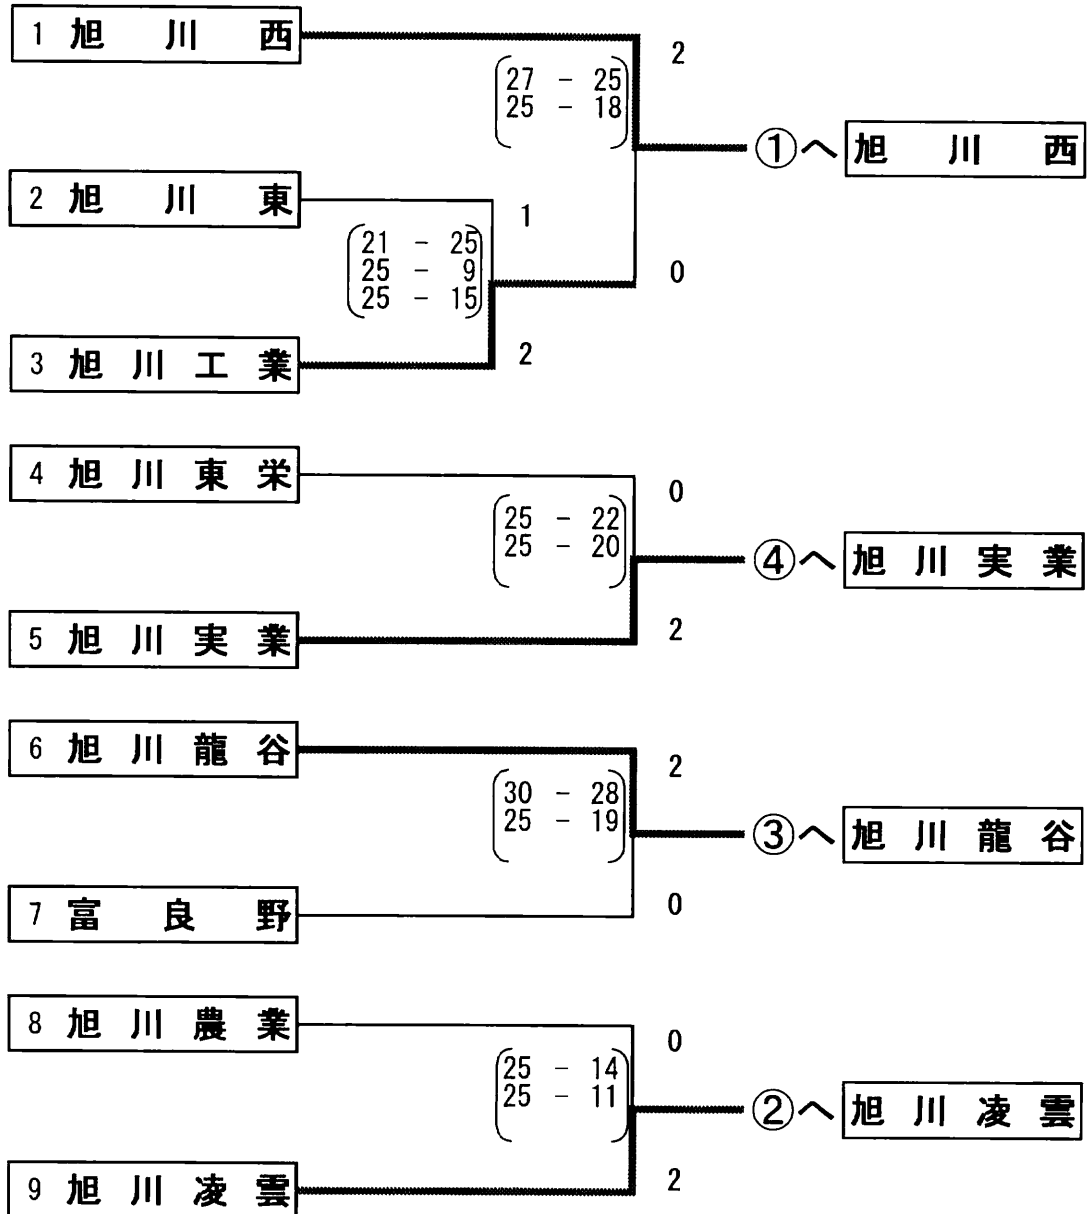 1 旭川西
2
27 - 25
25 - 18
①へ 旭川西
2 旭川東
1
21 - 25
25 - 9
25 - 15
0
3 旭川工業
2
4 旭川東栄
0
25 - 22
25 - 20
④へ 旭川実業
5 旭川実業
2
6 旭川龍谷
2
30 - 28
25 - 19
③へ 旭川龍谷
7 富良野
0
8 旭川農業
0
25 - 14
25 - 11
②へ 旭川凌雲
9 旭川凌雲
2